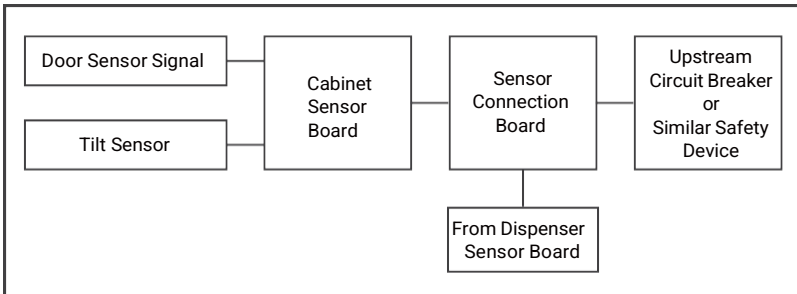 Door Sensor Signal
Tilt Sensor
Cabinet
Sensor
Board
Sensor
Connection
Board
From Dispenser
Sensor Board
Upstream
Circuit Breaker
or
Similar Safety
Device